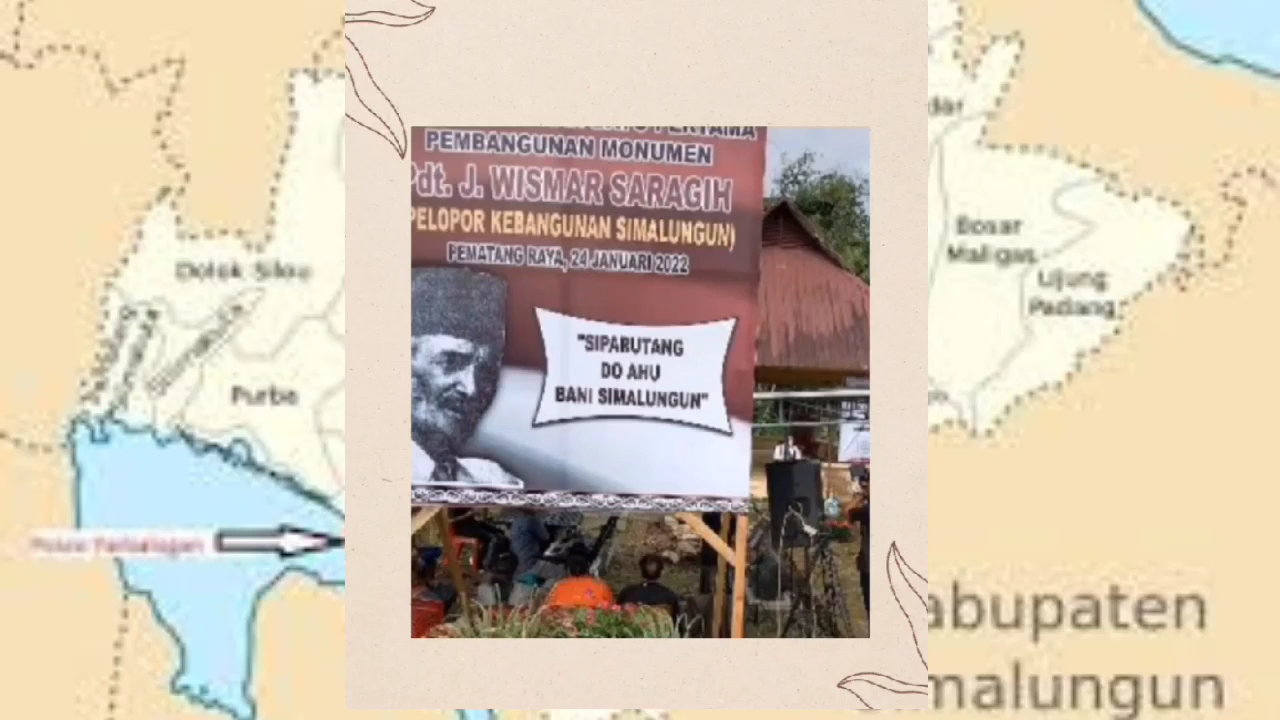 PERTAMA
PEMBANGUNAN MONUMEN
Pdt. J. WISMAR SARAGIH
PELOPOR KEBANGUNAN SIMALUNGUN)
PEMATANG RAYA, 24 JANUARI 2022
"SIPARUTANG
DO AHU
BANI SIMALUNGUN"
Dolok Silou
Purba
Bosar
Maligas
Ujung
Padang
abupaten
malungun